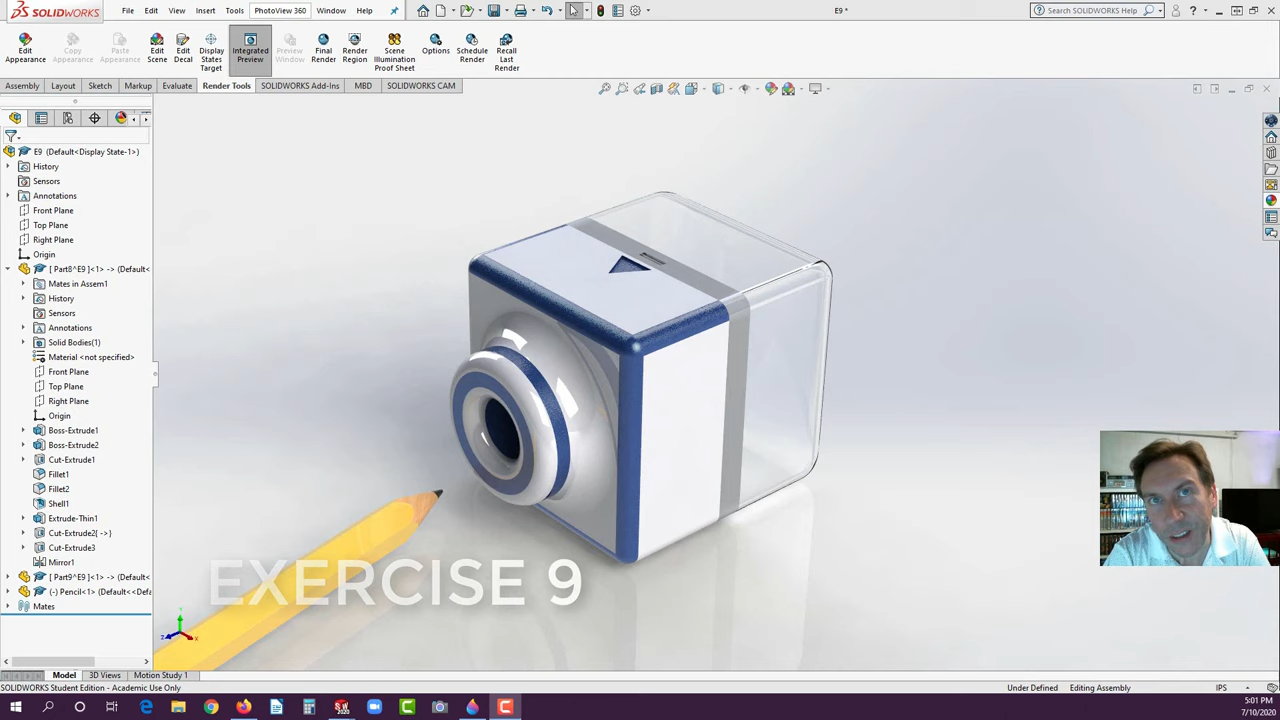 SOLIDWORKS File Edit View Insert Tools PhotoView 360 Window Help E9 * Search SOLIDWORKS Help
Edit Appearance Copy Appearance Paste Appearance Edit Scene Edit Decal Display States Target Integrated Preview Preview Window Final Render Render Region Scene Illumination Proof Sheet Options Schedule Render Recall Last Render
Assembly Layout Sketch Markup Evaluate Render Tools SOLIDWORKS Add-Ins MBD SOLIDWORKS CAM
E9 (Default<Display State-1>)
History
Sensors
Annotations
Front Plane
Top Plane
Right Plane
Origin
[ Part8^E9 ]<1> -> (Default<
Mates in Assem1
History
Sensors
Annotations
Solid Bodies(1)
Material <not specified>
Front Plane
Top Plane
Right Plane
Origin
Boss-Extrude1
Boss-Extrude2
Cut-Extrude1
Fillet1
Fillet2
Shell1
Extrude-Thin1
Cut-Extrude2{ ->}
Cut-Extrude3
Mirror1
[ Part9^E9 ]<1> -> (Default<
(-) Pencil<1> (Default<<Defa
Mates
EXERCISE 9
Model 3D Views Motion Study 1
SOLIDWORKS Student Edition - Academic Use Only Under Defined Editing Assembly IPS
5:01 PM
7/10/2020